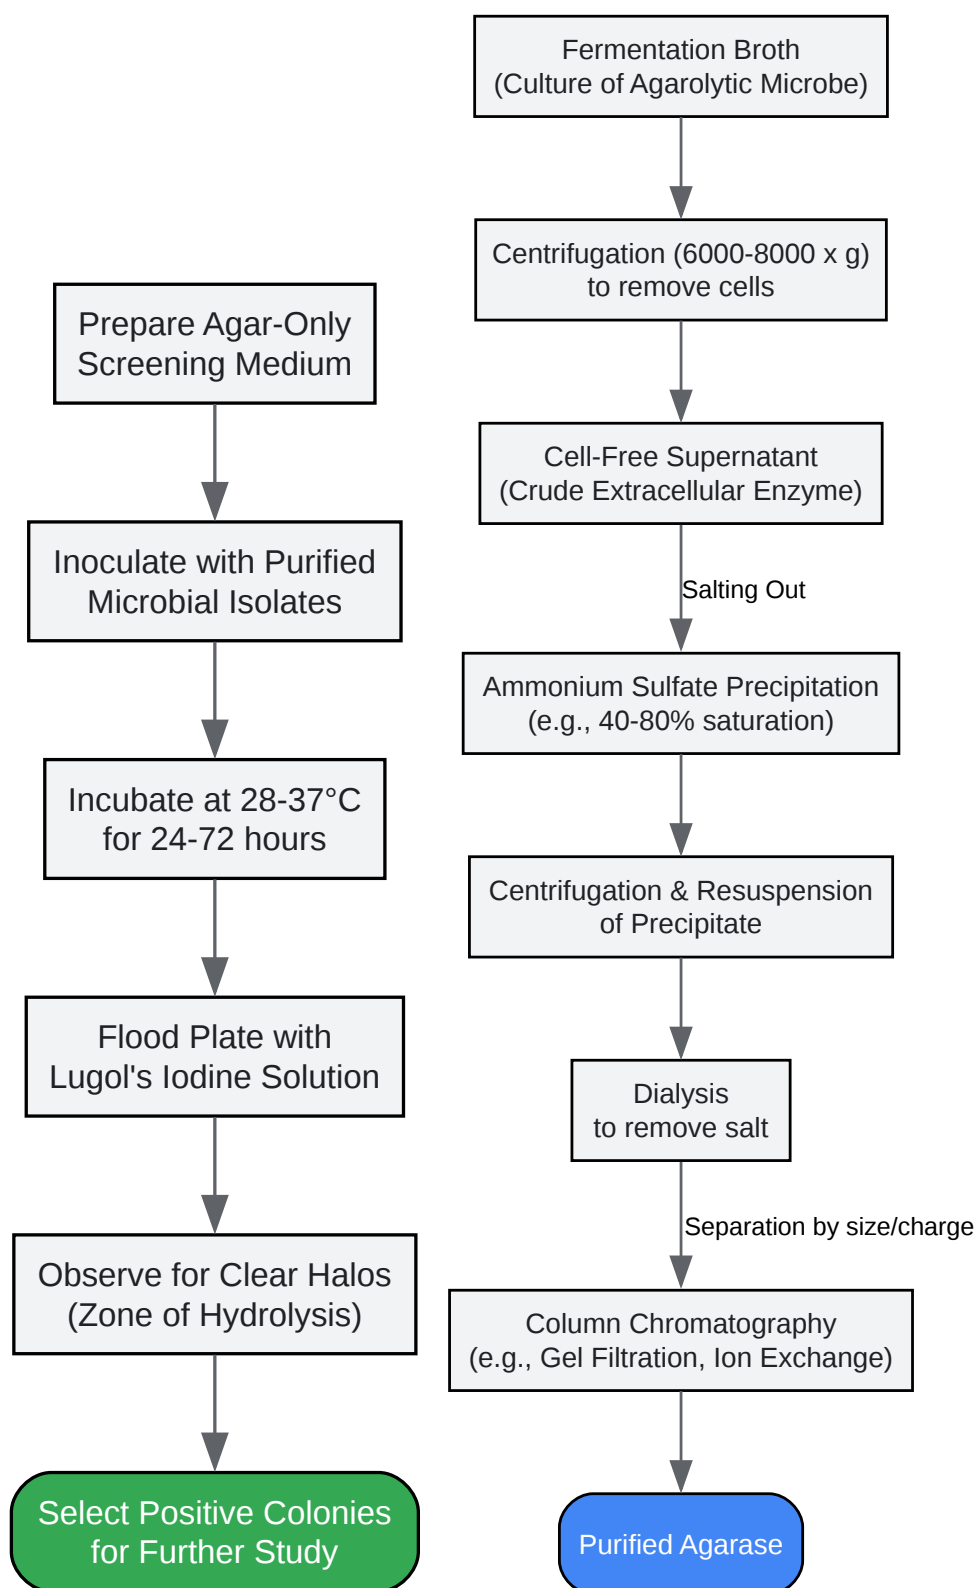 Prepare Agar-Only
Screening Medium
Inoculate with Purified
Microbial Isolates
Incubate at 28-37°C
for 24-72 hours
Flood Plate with
Lugol's Iodine Solution
Observe for Clear Halos
(Zone of Hydrolysis)
Select Positive Colonies
for Further Study
Fermentation Broth
(Culture of Agarolytic Microbe)
Centrifugation (6000-8000 x g)
to remove cells
Cell-Free Supernatant
(Crude Extracellular Enzyme)
Salting Out
Ammonium Sulfate Precipitation
(e.g., 40-80% saturation)
Centrifugation & Resuspension
of Precipitate
Dialysis
to remove salt
Separation by size/charge
Column Chromatography
(e.g., Gel Filtration, Ion Exchange)
Purified Agarase